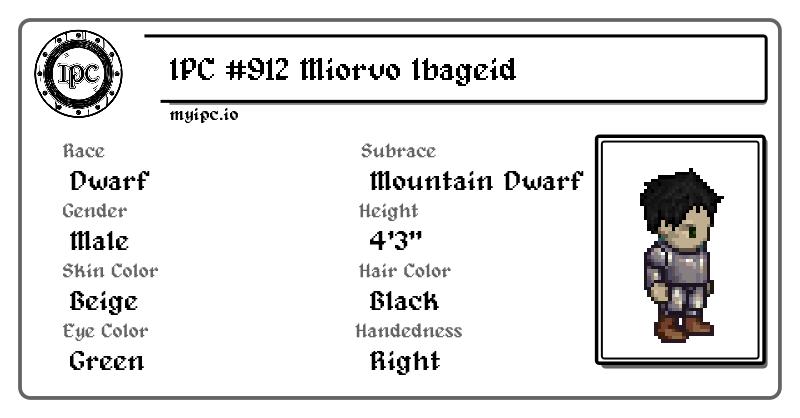 IPC
IPC #912 Miorvo Ibageid
myipc.io
Race
Subrace
Dwarf
Mountain Dwarf
Gender
Height
Male
4'3"
Skin Color
Hair Color
Beige
Black
Eye Color
Handedness
Green
Right